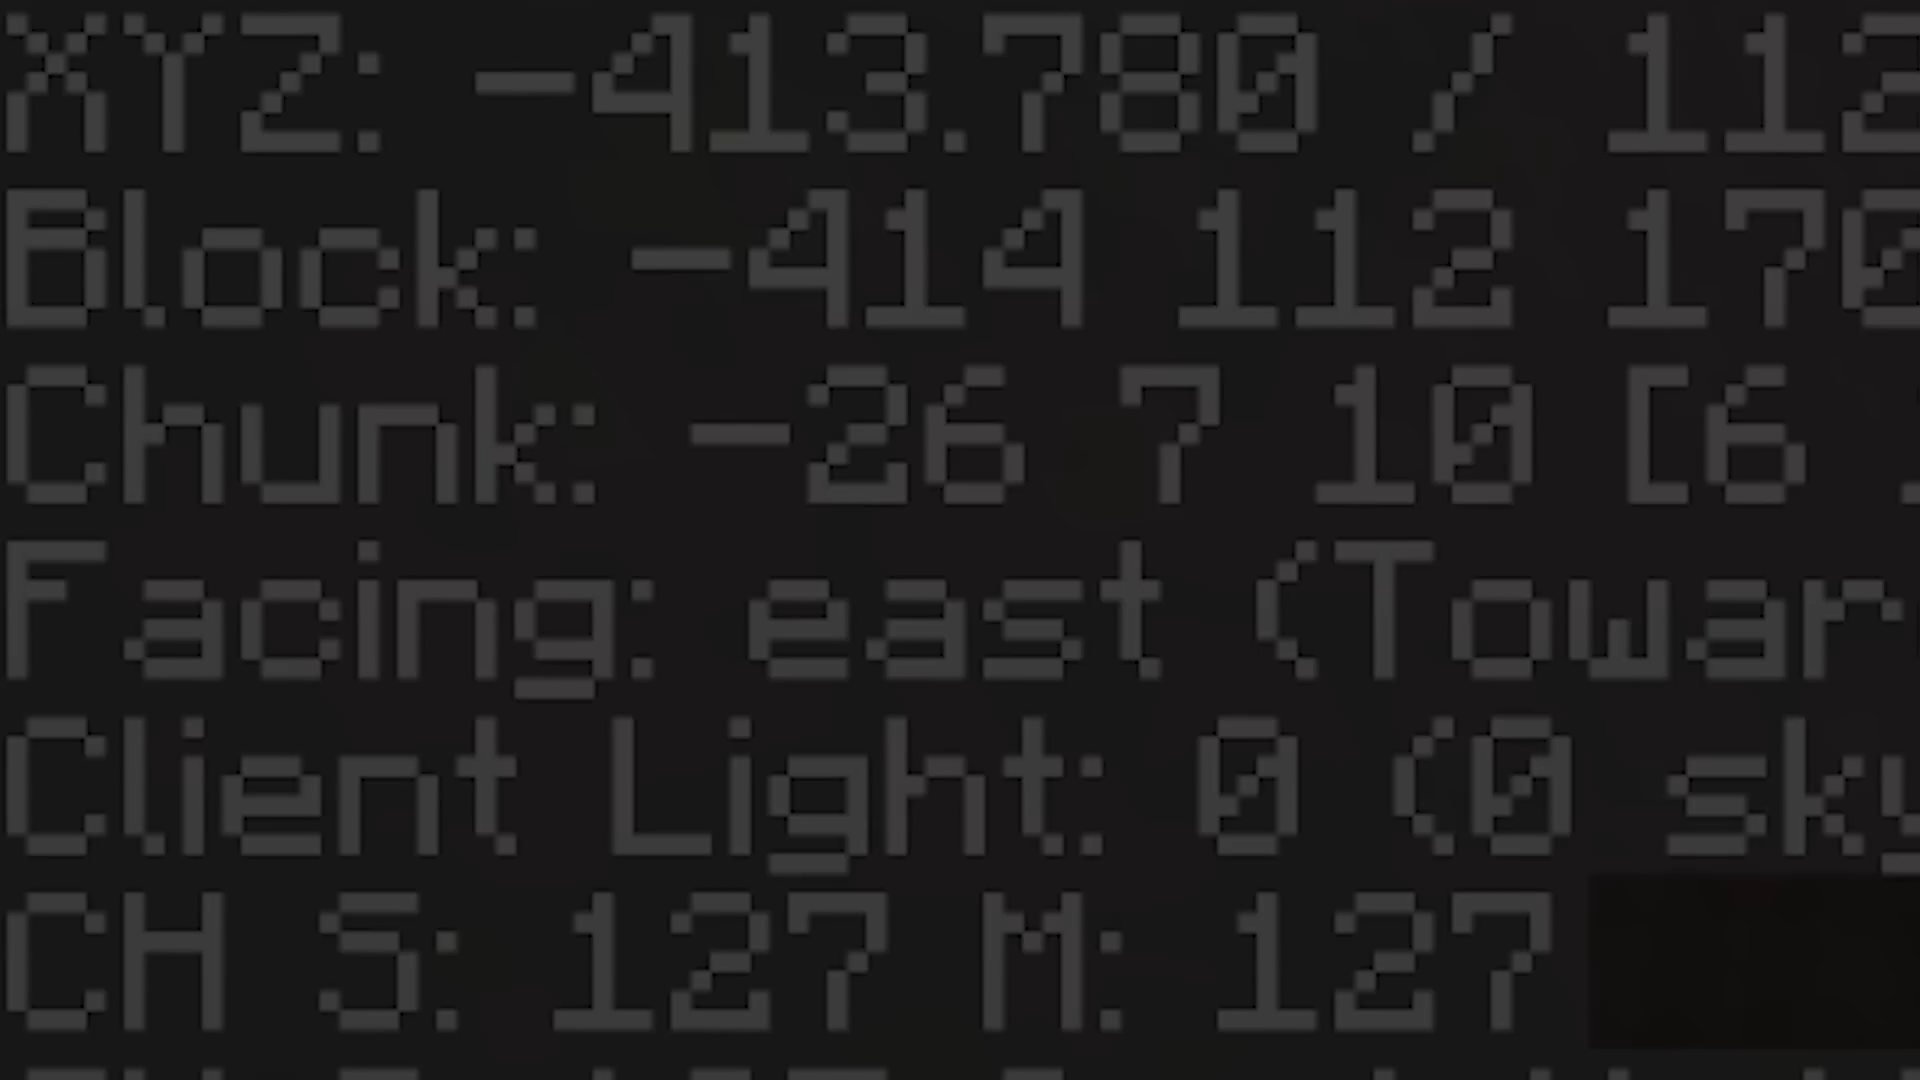 XYZ: -413.780 / 112
Block: -414 112 170
Chunk: -26 7 10 [6
Facing: east (Towar
Client Light: 0 (0 sky
CH S: 127 M: 127